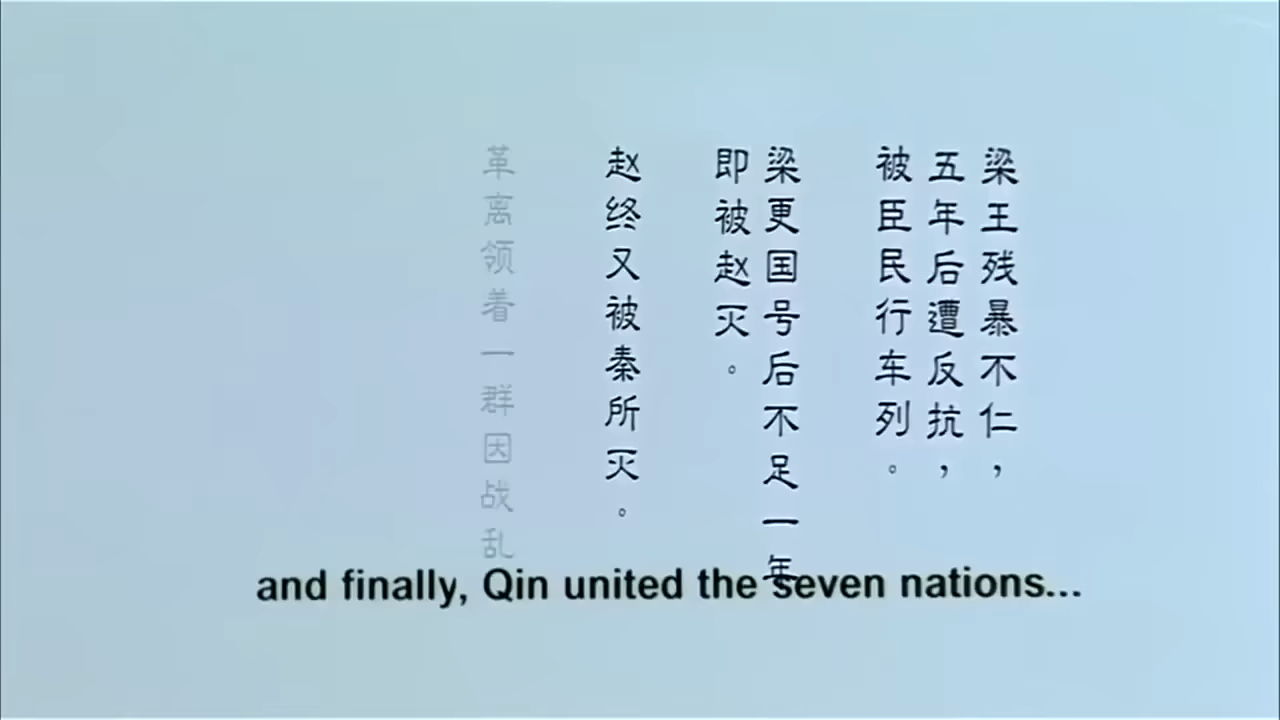 梁王残暴不仁，
五年后遭反抗，
被臣民行车列。
梁更国号后不足一年
即被赵灭。
赵终又被秦所灭。
革离领着一群因战乱
and finally, Qin united the seven nations...